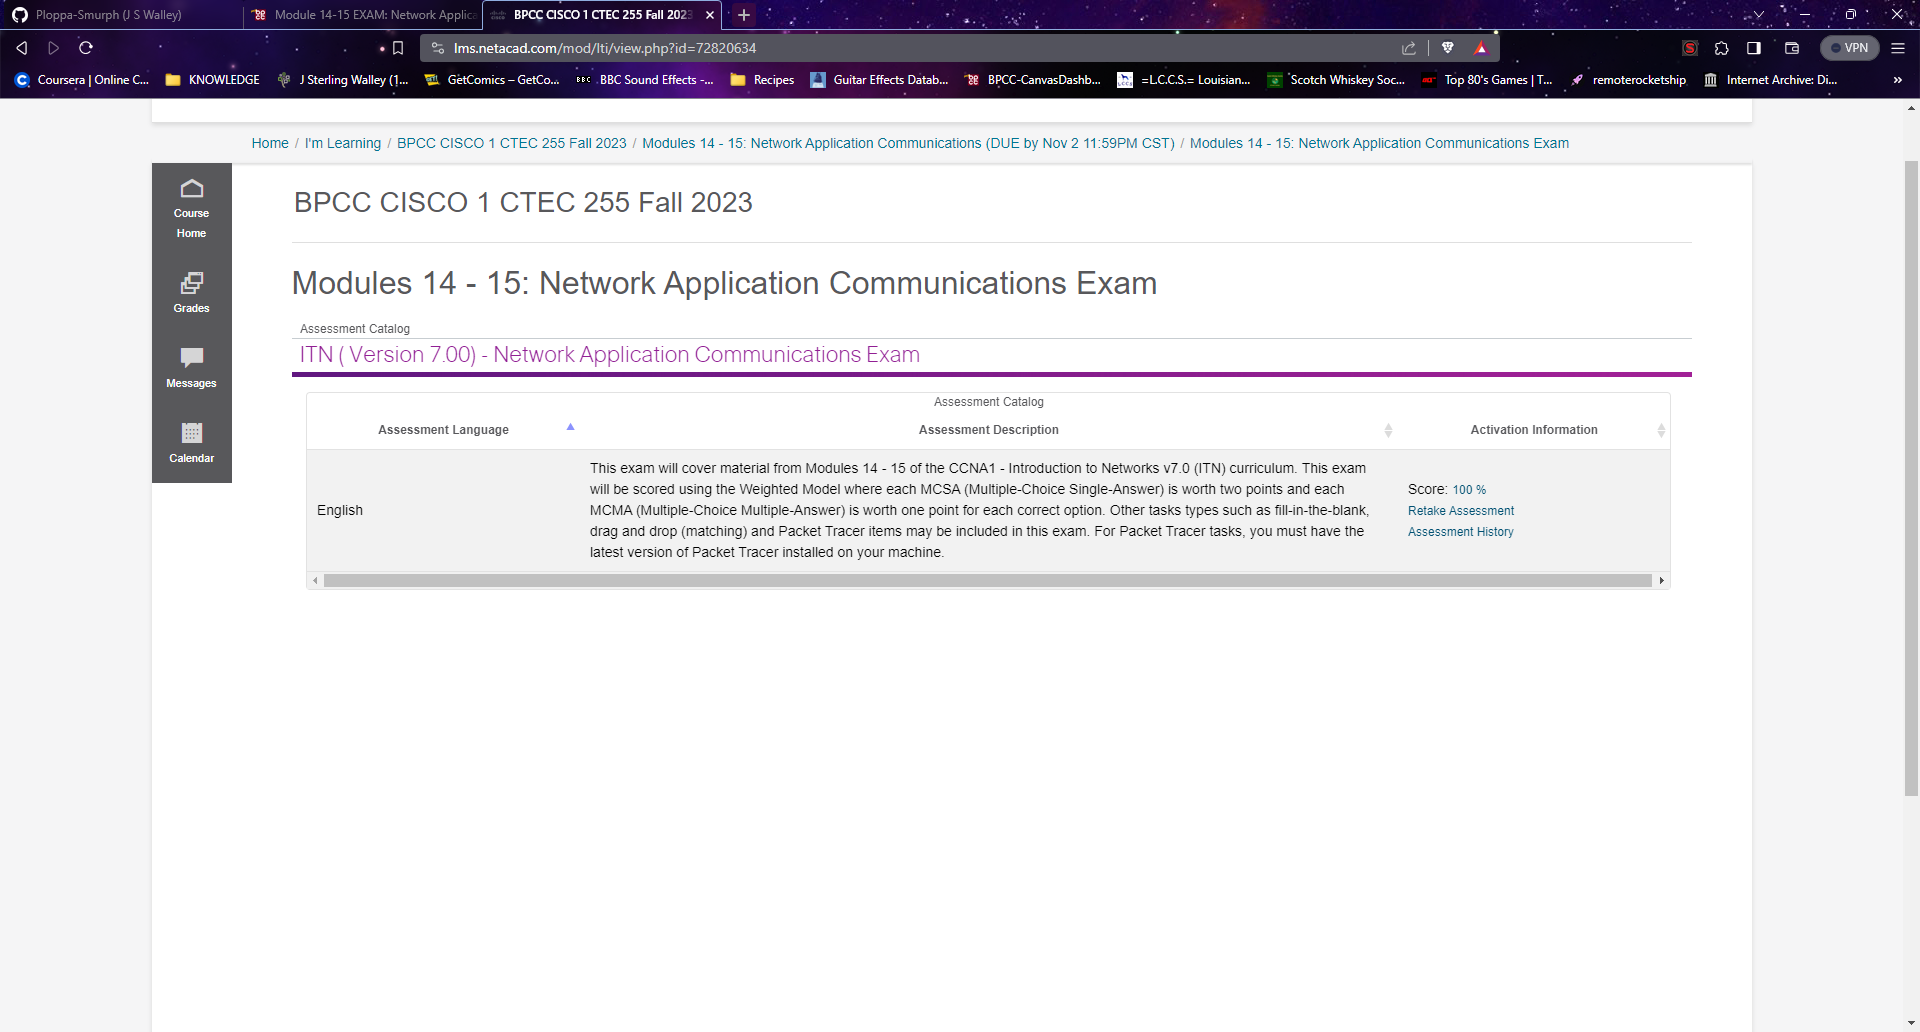 Ploppa-Smurph (J S Walley)
Module 14-15 EXAM: Network Applica
BPCC CISCO 1 CTEC 255 Fall 2023
lms.netacad.com/mod/lti/view.php?id=72820634
VPN
Coursera | Online C...
KNOWLEDGE
J Sterling Walley (1...
GetComics – GetCo...
BBC
BBC Sound Effects -...
Recipes
Guitar Effects Datab...
BPCC-CanvasDashb...
=L.C.C.S.= Louisian...
Scotch Whiskey Soc...
Top 80's Games | T...
remoterocketship
Internet Archive: Di...
Home / I'm Learning / BPCC CISCO 1 CTEC 255 Fall 2023 / Modules 14 - 15: Network Application Communications (DUE by Nov 2 11:59PM CST) / Modules 14 - 15: Network Application Communications Exam
Course
Home
Grades
Messages
Calendar
BPCC CISCO 1 CTEC 255 Fall 2023
Modules 14 - 15: Network Application Communications Exam
Assessment Catalog
ITN ( Version 7.00) - Network Application Communications Exam
Assessment Catalog
Assessment Language
Assessment Description
Activation Information
English
This exam will cover material from Modules 14 - 15 of the CCNA1 - Introduction to Networks v7.0 (ITN) curriculum. This exam
will be scored using the Weighted Model where each MCSA (Multiple-Choice Single-Answer) is worth two points and each
MCMA (Multiple-Choice Multiple-Answer) is worth one point for each correct option. Other tasks types such as fill-in-the-blank,
drag and drop (matching) and Packet Tracer items may be included in this exam. For Packet Tracer tasks, you must have the
latest version of Packet Tracer installed on your machine.
Score: 100 %
Retake Assessment
Assessment History